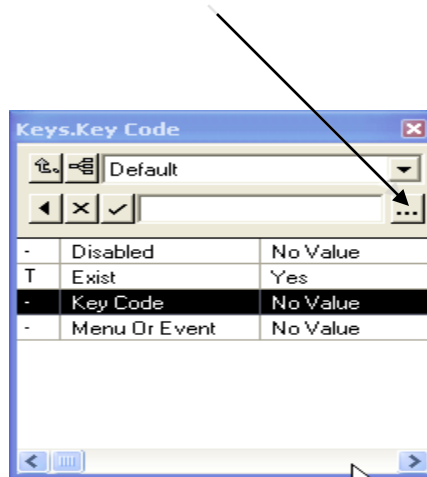 Keys.Key Code
Default
...
- Disabled No Value
T Exist Yes
- Key Code No Value
- Menu Or Event No Value